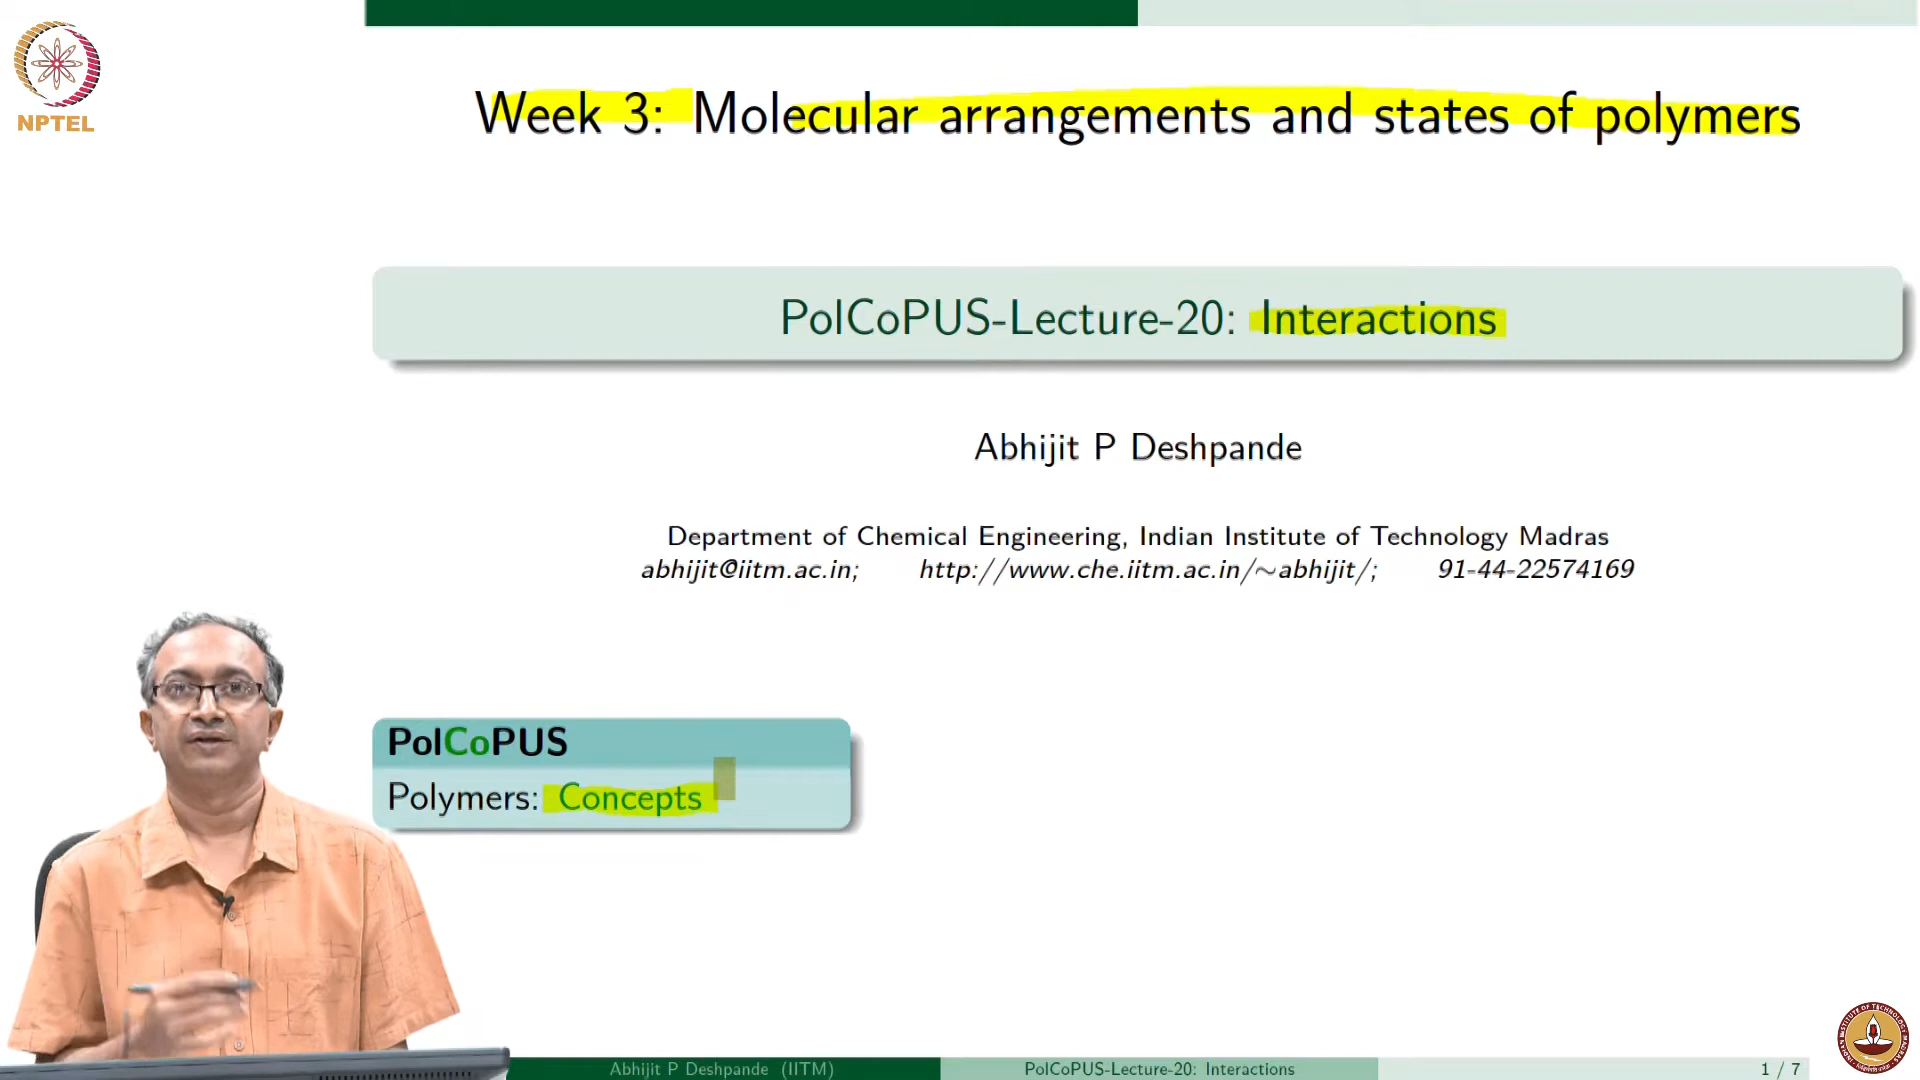 NPTEL
Week 3: Molecular arrangements and states of polymers
PolCoPUS-Lecture-20: Interactions
Abhijit P Deshpande
Department of Chemical Engineering, Indian Institute of Technology Madras
abhijit@iitm.ac.in; http://www.che.iitm.ac.in/~abhijit/; 91-44-22574169
PolCoPUS
Polymers: Concepts
Abhijit P Deshpande (IITM) PolCoPUS-Lecture-20: Interactions 1 / 7